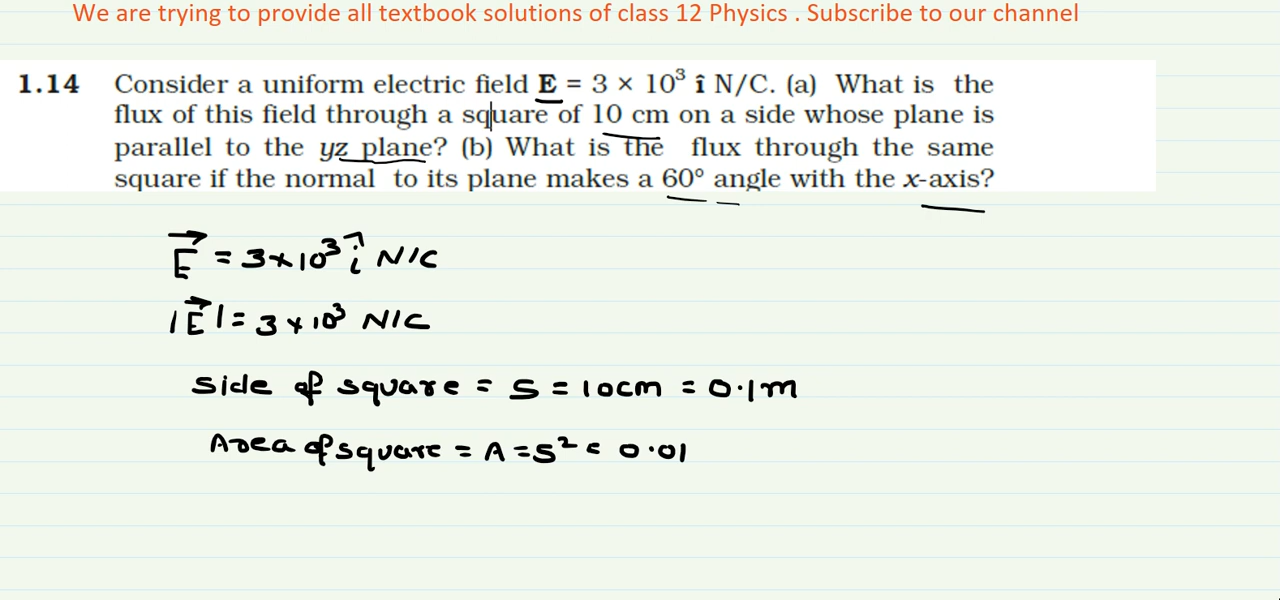 We are trying to provide all textbook solutions of class 12 Physics . Subscribe to our channel
1.14 Consider a uniform electric field E = 3 × 10³ î N/C. (a) What is the
flux of this field through a square of 10 cm on a side whose plane is
parallel to the yz plane? (b) What is the flux through the same
square if the normal to its plane makes a 60° angle with the x-axis?
E⃗ = 3×10³ î N/C
|E⃗| = 3×10³ N/C
Side of square = S = 10cm = 0.1m
Area of square = A = S² = 0.01